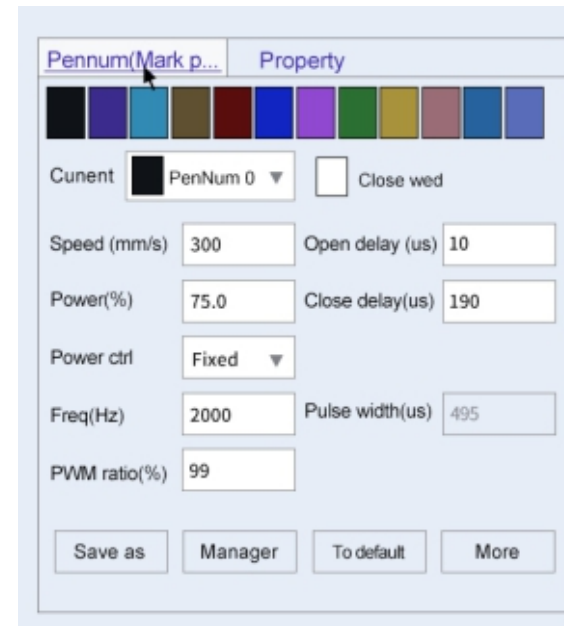 Pennum(Mark p... Property
Cunent PenNum 0 Close wed
Speed (mm/s) 300 Open delay (us) 10
Power(%) 75.0 Close delay(us) 190
Power ctrl Fixed
Freq(Hz) 2000 Pulse width(us) 495
PWM ratio(%) 99
Save as Manager To default More